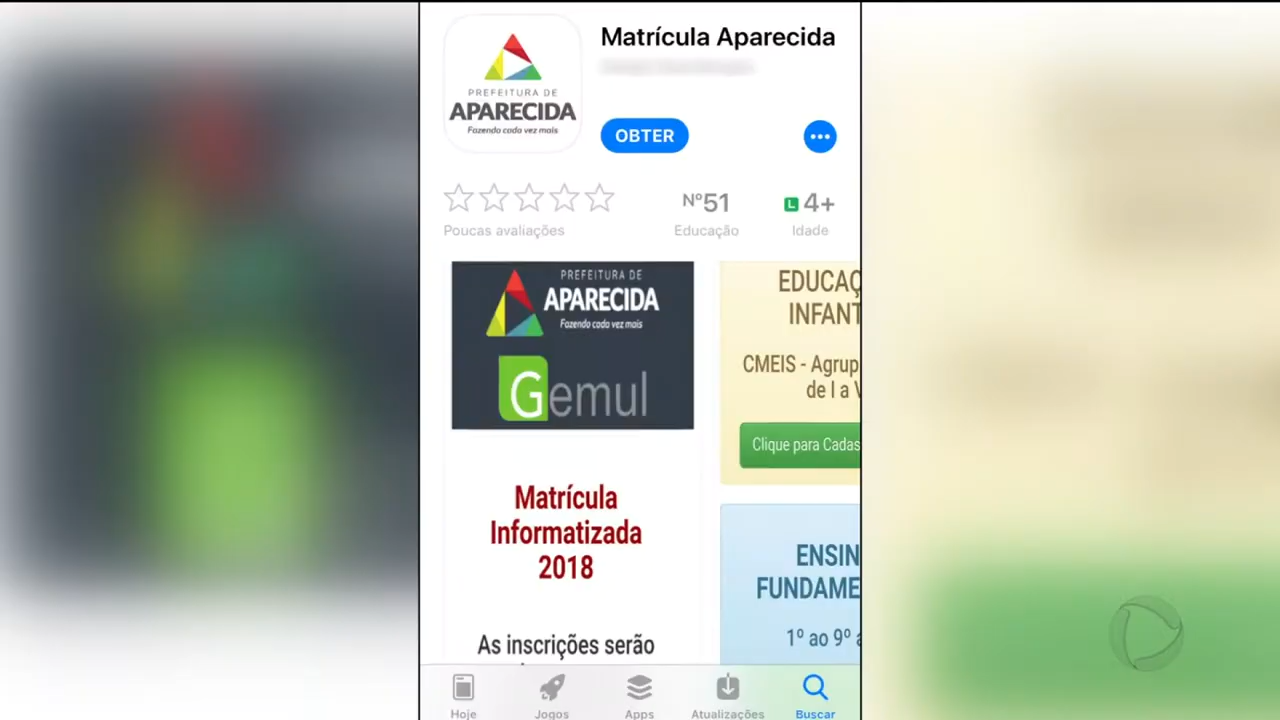 Matrícula Aparecida
PREFEITURA DE
APARECIDA
Fazendo cada vez mais
OBTER
Nº51
L 4+
Poucas avaliações
Educação
Idade
PREFEITURA DE
APARECIDA
Fazendo cada vez mais
Gemul
Matrícula
Informatizada
2018
As inscrições serão
EDUCAÇ
INFANT
CMEIS - Agrup
de I a V
Clique para Cadas
ENSIN
FUNDAME
1º ao 9º a
Hoje
Jogos
Apps
Atualizações
Buscar